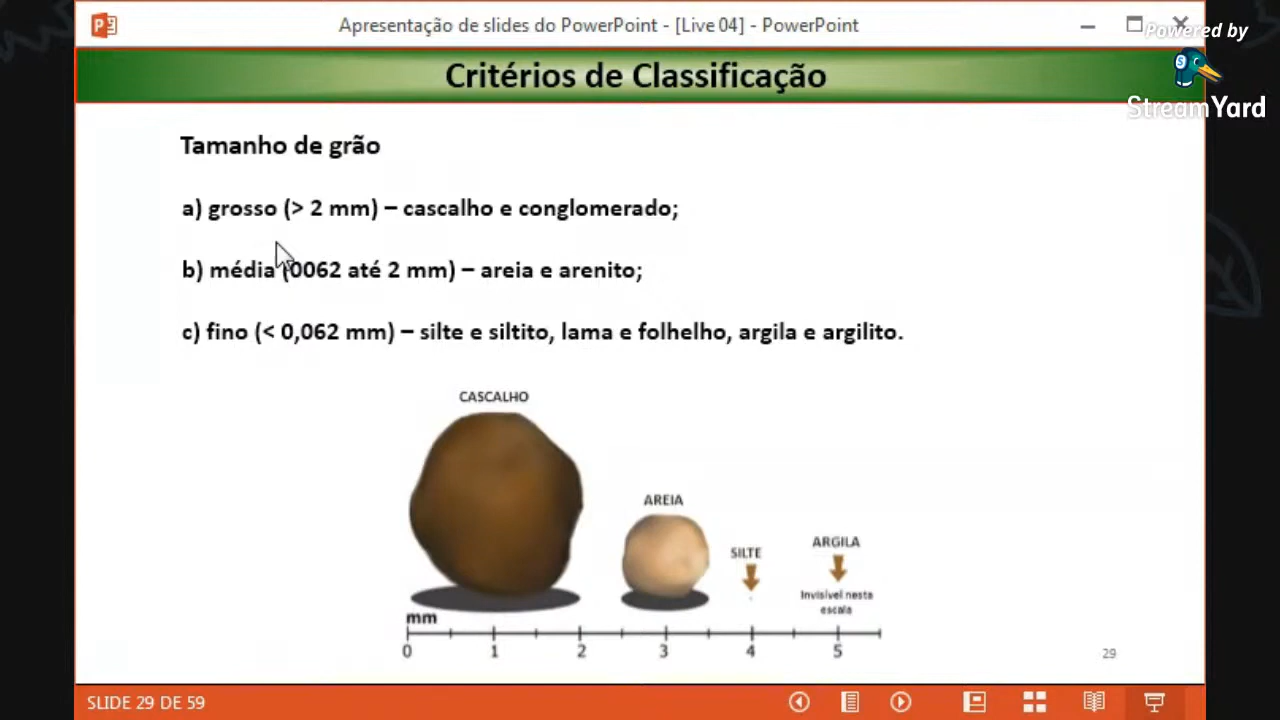 Apresentação de slides do PowerPoint - [Live 04] - PowerPoint
Powered by
StreamYard
Critérios de Classificação
Tamanho de grão
a) grosso (> 2 mm) – cascalho e conglomerado;
b) média (0062 até 2 mm) – areia e arenito;
c) fino (< 0,062 mm) – silte e siltito, lama e folhelho, argila e argilito.
CASCALHO
AREIA
SILTE
ARGILA
Invisível nesta
escala
mm
0 1 2 3 4 5
29
SLIDE 29 DE 59